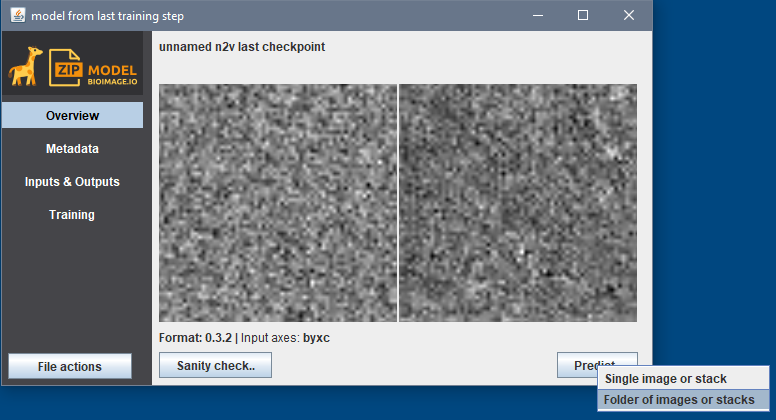 model from last training step
ZIP MODEL
BIOIMAGE.IO
unnamed n2v last checkpoint
Overview
Metadata
Inputs & Outputs
Training
Format: 0.3.2 | Input axes: byxc
File actions
Sanity check..
Single image or stack
Folder of images or stacks